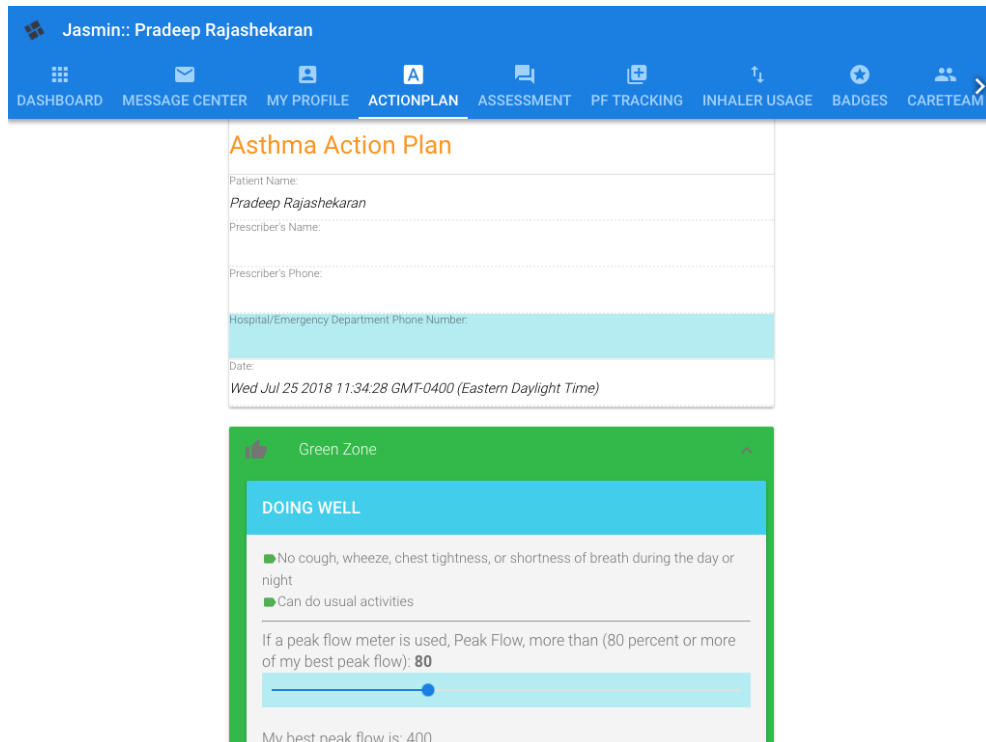 Jasmin:: Pradeep Rajashekaran
DASHBOARD MESSAGE CENTER MY PROFILE ACTIONPLAN ASSESSMENT PF TRACKING INHALER USAGE BADGES CARETEAM
Asthma Action Plan
Patient Name:
Pradeep Rajashekaran
Prescriber's Name:
Prescriber's Phone:
Hospital/Emergency Department Phone Number:
Date:
Wed Jul 25 2018 11:34:28 GMT-0400 (Eastern Daylight Time)
Green Zone
DOING WELL
No cough, wheeze, chest tightness, or shortness of breath during the day or
night
Can do usual activities
If a peak flow meter is used, Peak Flow, more than (80 percent or more
of my best peak flow): 80
My best peak flow is: 400